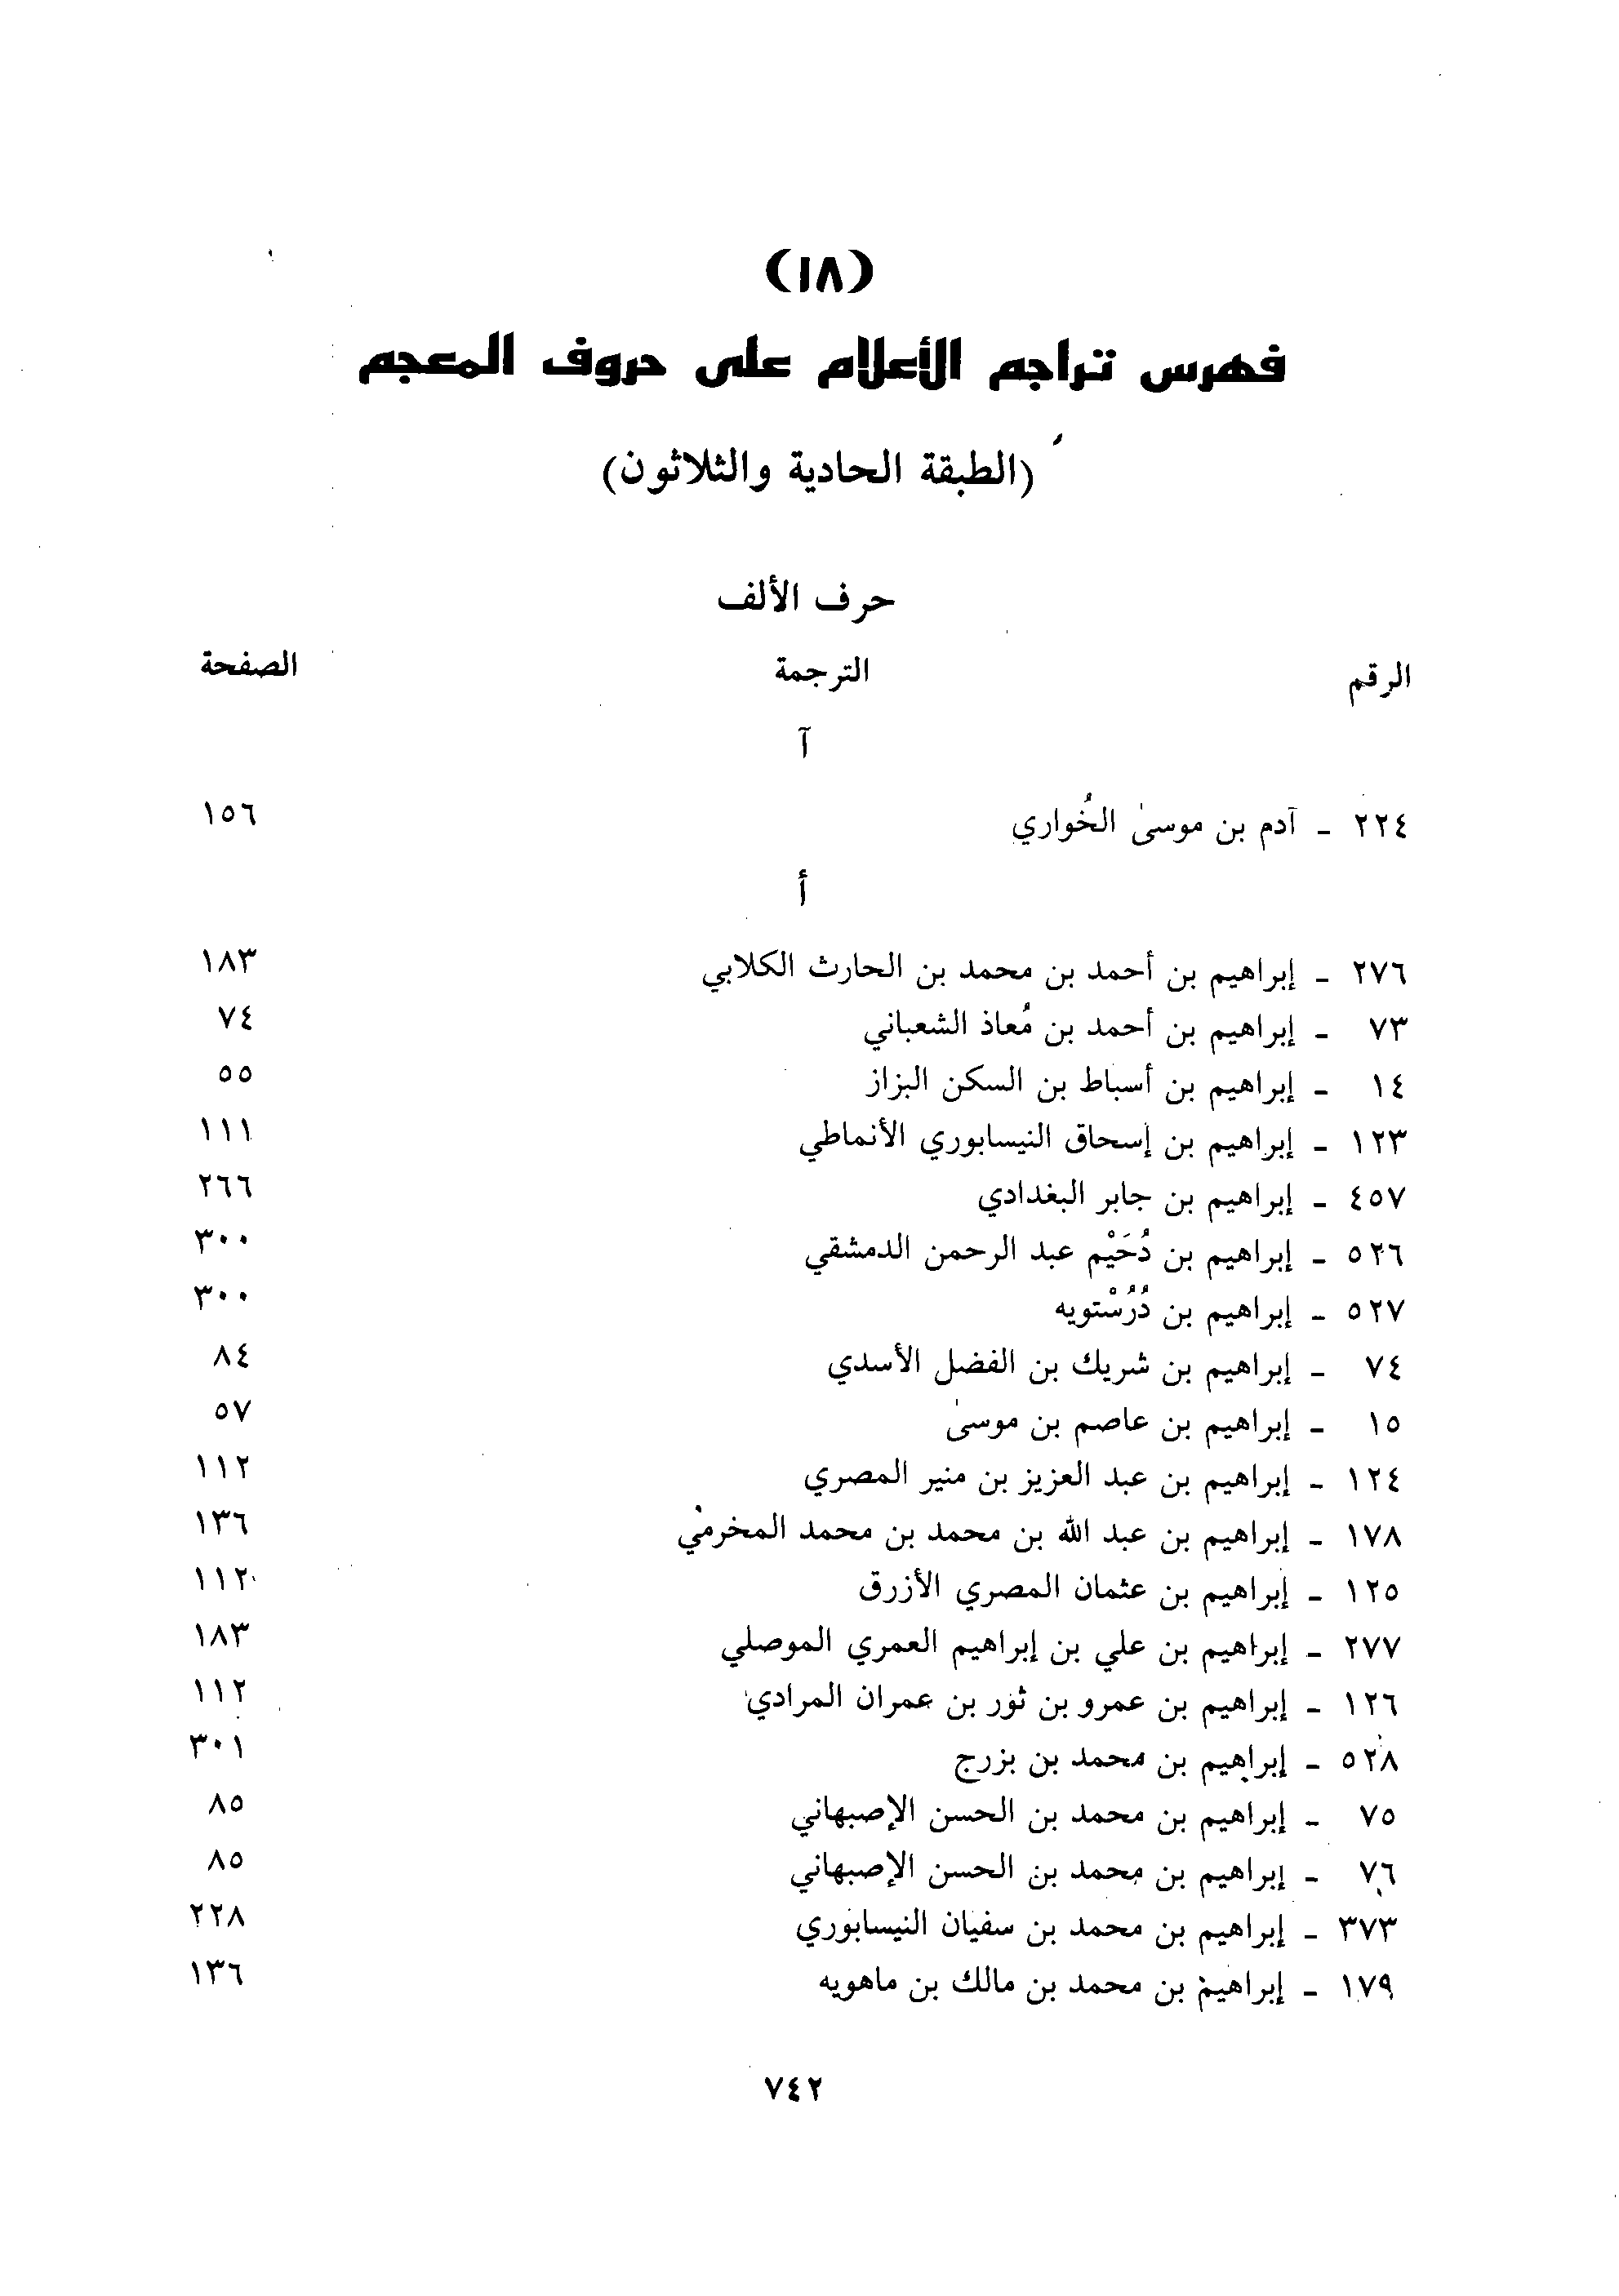 (١٨)
فهرس تراجم الأعلام على حروف المعجم
(الطبقة الحادية والثلاثون)
حرف الألف
الرقم الترجمة الصفحة
آ
٢٢٤ - آدم بن موسىٰ الخُواري ١٥٦
أ
٢٧٦ - إبراهيم بن أحمد بن محمد بن الحارث الكلابي ١٨٣
٧٣ - إبراهيم بن أحمد بن مُعاذ الشعباني ٧٤
١٤ - إبراهيم بن أسباط بن السكن البزاز ٥٥
١٢٣ - إبراهيم بن إسحاق النيسابوري الأنماطي ١١١
٤٥٧ - إبراهيم بن جابر البغدادي ٢٦٦
٥٢٦ - إبراهيم بن دُحَيْم عبد الرحمن الدمشقي ٣٠٠
٥٢٧ - إبراهيم بن دُرُسْتويه ٣٠٠
٧٤ - إبراهيم بن شريك بن الفضل الأسدي ٨٤
١٥ - إبراهيم بن عاصم بن موسىٰ ٥٧
١٢٤ - إبراهيم بن عبد العزيز بن منير المصري ١١٢
١٧٨ - إبراهيم بن عبد الله بن محمد بن محمد المخرمي ١٣٦
١٢٥ - إبراهيم بن عثمان المصري الأزرق ١١٢
٢٧٧ - إبراهيم بن علي بن إبراهيم العمري الموصلي ١٨٣
١٢٦ - إبراهيم بن عمرو بن ثور بن عمران المرادي ١١٢
٥٢٨ - إبراهيم بن محمد بن بزرج ٣٠١
٧٥ - إبراهيم بن محمد بن الحسن الإصبهاني ٨٥
٧٦ - إبراهيم بن محمد بن الحسن الإصبهاني ٨٥
٣٧٣ - إبراهيم بن محمد بن سفيان النيسابوري ٢٢٨
١٧٩ - إبراهيم بن محمد بن مالك بن ماهويه ١٣٦
٧٤٢